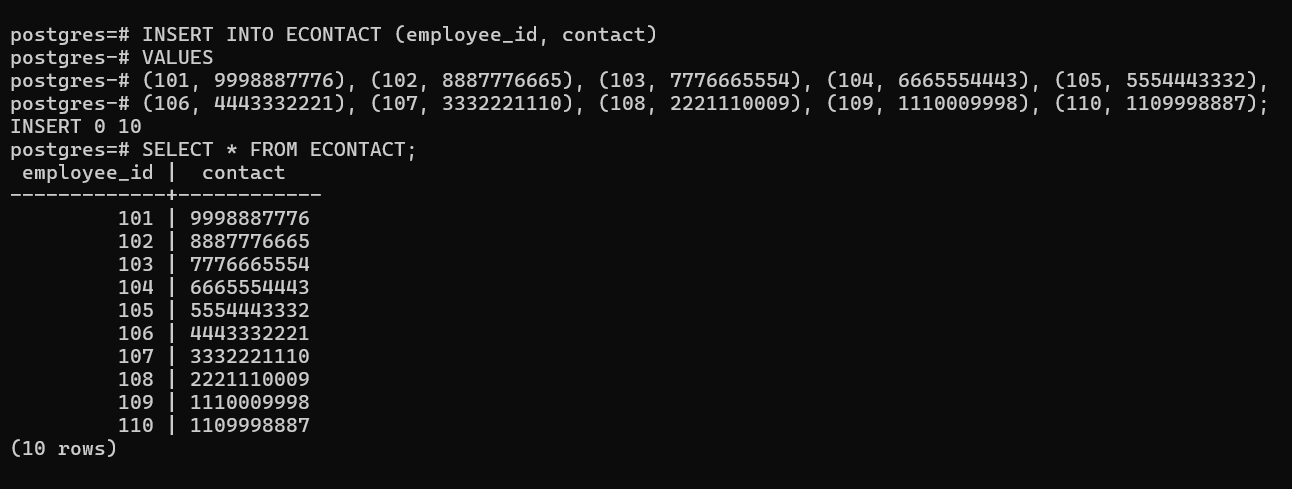 postgres=# INSERT INTO ECONTACT (employee_id, contact)
postgres-# VALUES
postgres-# (101, 9998887776), (102, 8887776665), (103, 7776665554), (104, 6665554443), (105, 5554443332),
postgres-# (106, 4443332221), (107, 3332221110), (108, 2221110009), (109, 1110009998), (110, 1109998887);
INSERT 0 10
postgres=# SELECT * FROM ECONTACT;
 employee_id |  contact
-------------+------------
         101 | 9998887776
         102 | 8887776665
         103 | 7776665554
         104 | 6665554443
         105 | 5554443332
         106 | 4443332221
         107 | 3332221110
         108 | 2221110009
         109 | 1110009998
         110 | 1109998887
(10 rows)